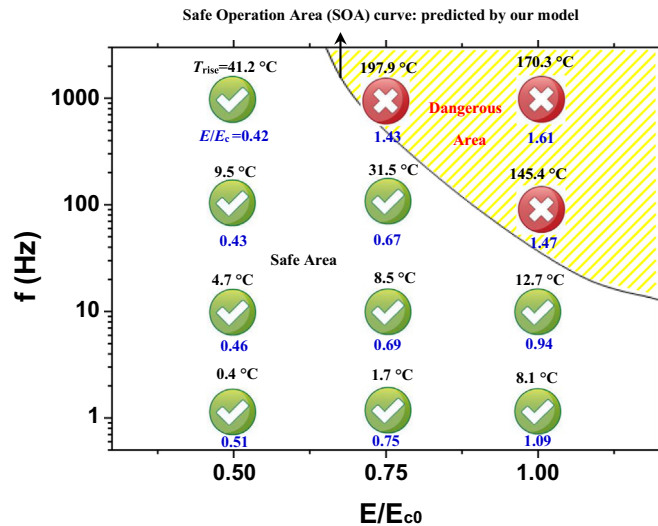 Safe Operation Area (SOA) curve: predicted by our model
T_rise=41.2 °C
197.9 °C
170.3 °C
1000
Dangerous
Area
E/E_c=0.42
1.43
1.61
9.5 °C
31.5 °C
145.4 °C
100
0.43
0.67
1.47
Safe Area
f (Hz)
4.7 °C
8.5 °C
12.7 °C
10
0.46
0.69
0.94
0.4 °C
1.7 °C
8.1 °C
1
0.51
0.75
1.09
0.50
0.75
1.00
E/E_c0